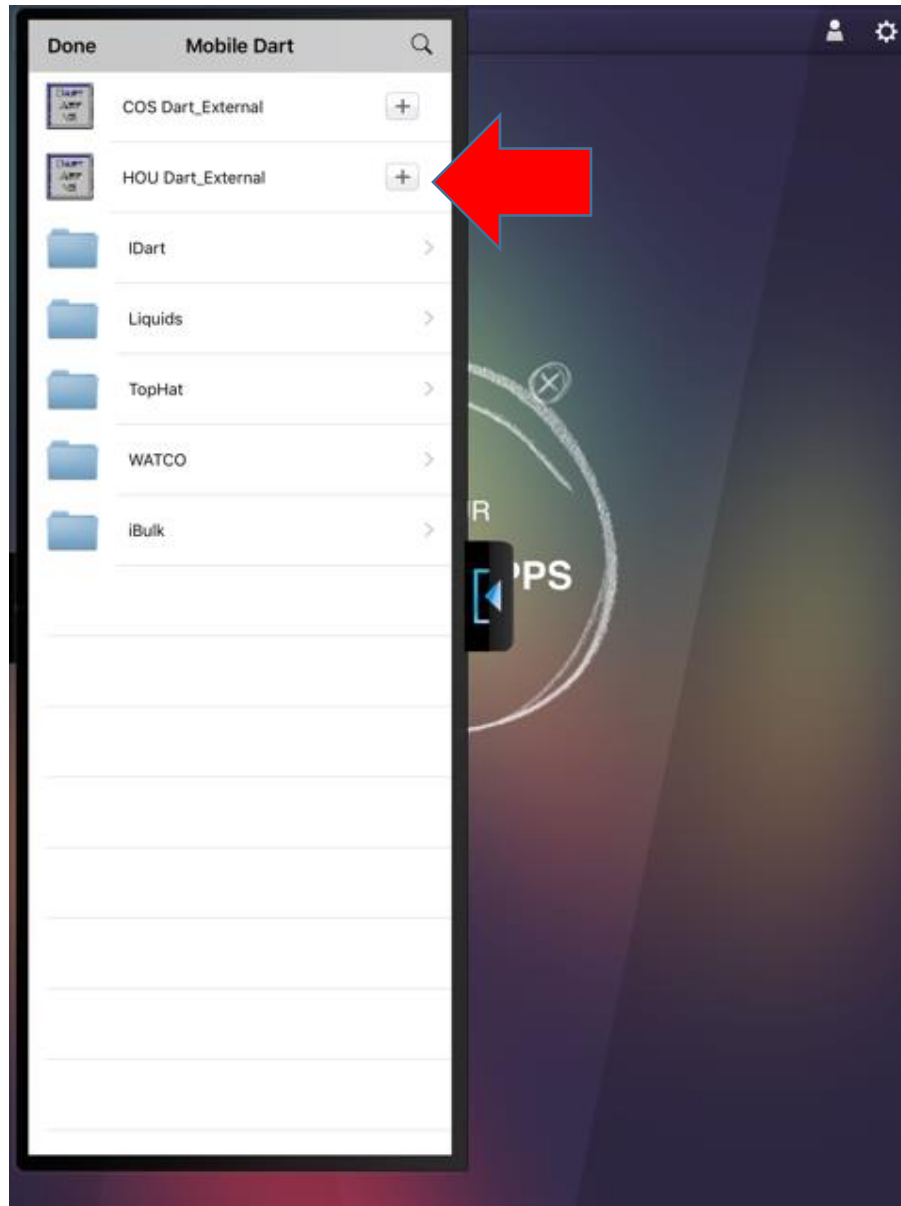 Done Mobile Dart
COS Dart_External +
HOU Dart_External +
IDart
Liquids
TopHat
WATCO
iBulk
R
PPS